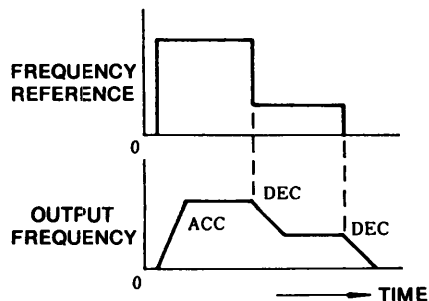 FREQUENCY
REFERENCE
0
DEC
ACC
OUTPUT
FREQUENCY
DEC
0
TIME